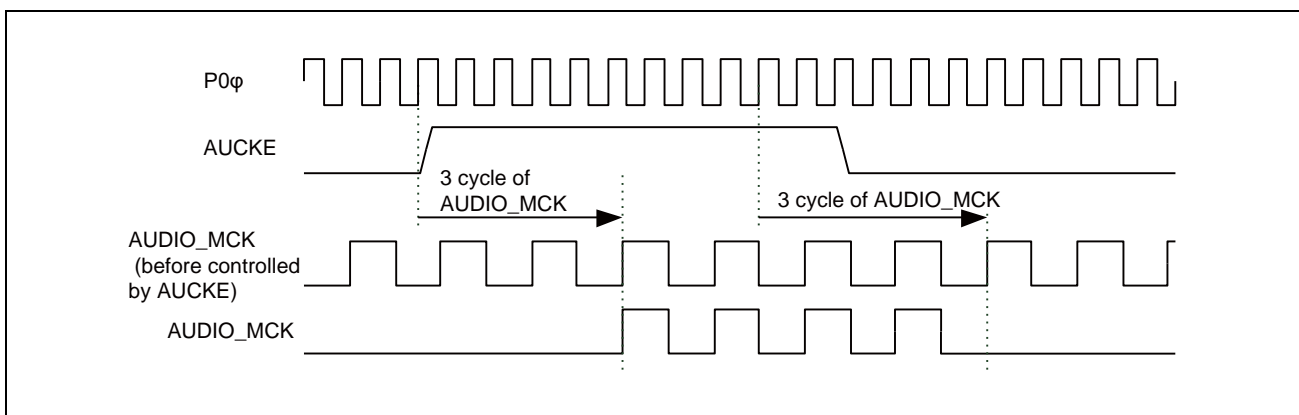 P0φ
AUCKE
3 cycle of
AUDIO_MCK
3 cycle of AUDIO_MCK
AUDIO_MCK
(before controlled
by AUCKE)
AUDIO_MCK